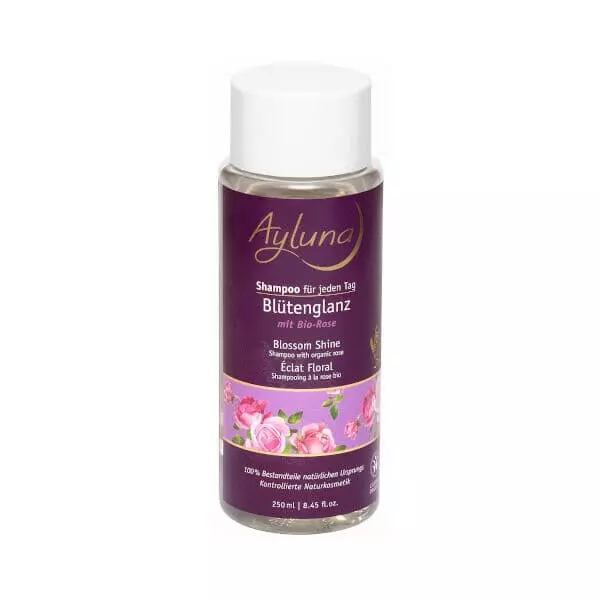 Ayluna
Shampoo für jeden Tag
Blütenglanz
mit Bio-Rose
Blossom Shine
Shampoo with organic rose
Éclat Floral
Shampooing à la rose bio
100% Bestandteile natürlichen Ursprungs
Kontrollierte Naturkosmetik
250 ml | 8.45 fl.oz.